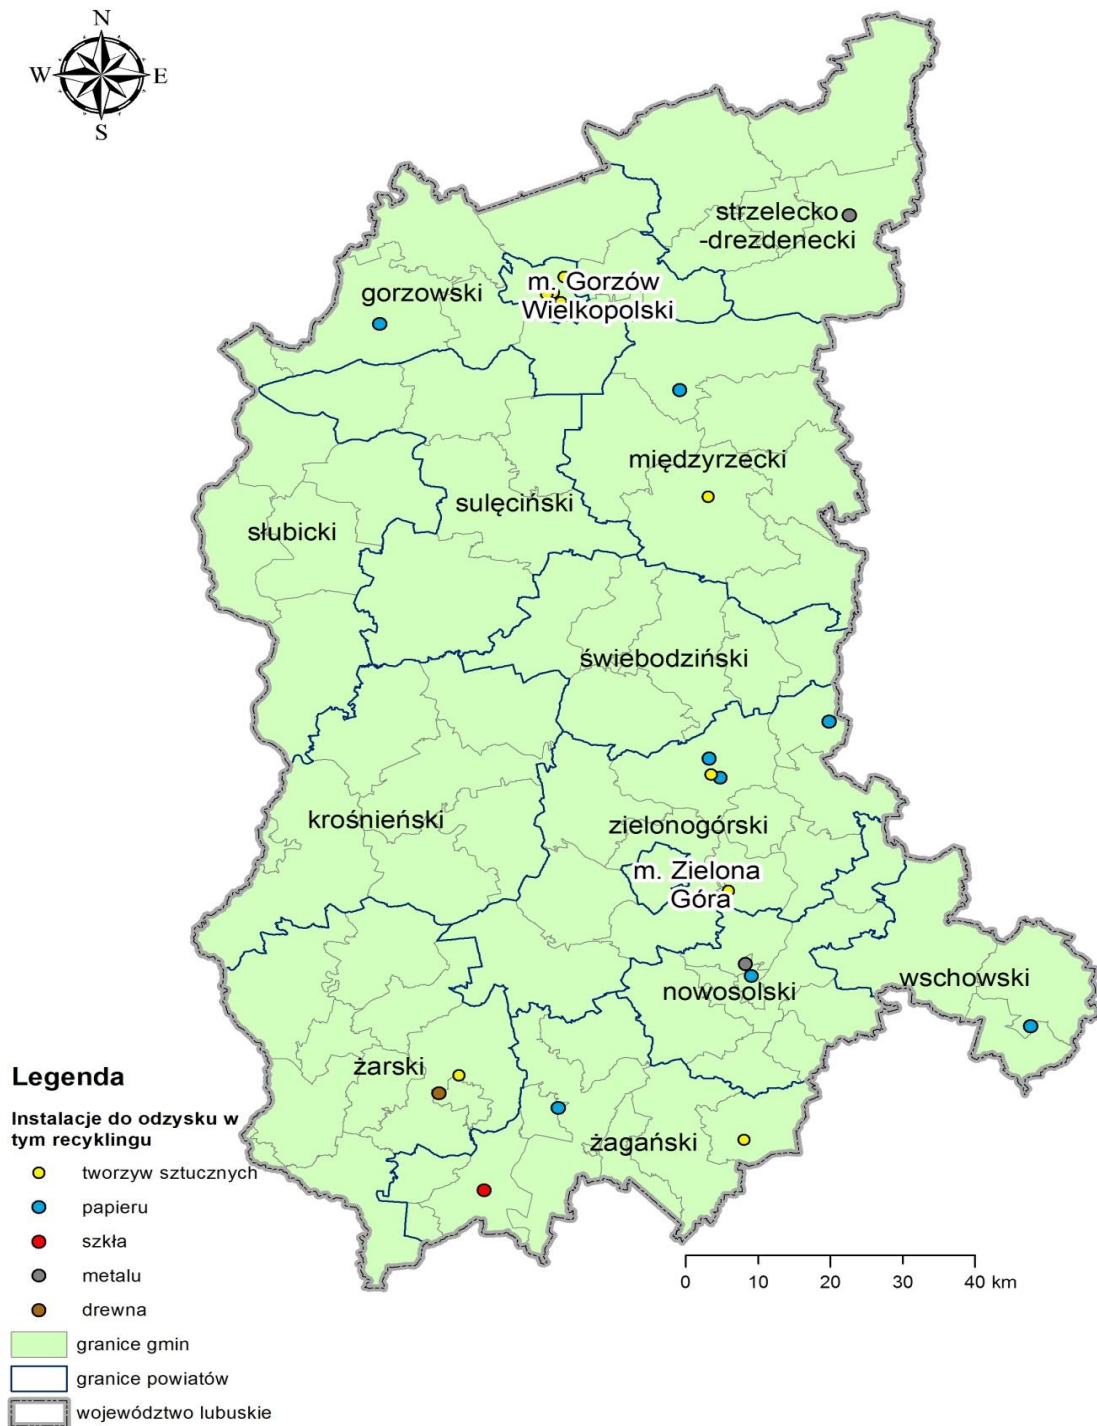 N
W E
S
strzelecko
-drezdenecki
m. Gorzów
Wielkopolski
gorzowski
międzyrzecki
sulęciński
słubicki
świebodziński
krośnieński
zielonogórski
m. Zielona
Góra
wschowski
nowosolski
żarski
żagański
Legenda
Instalacje do odzysku w
tym recyklingu
tworzyw sztucznych
papieru
szkła
metalu
drewna
granice gmin
granice powiatów
województwo lubuskie
0 10 20 30 40 km